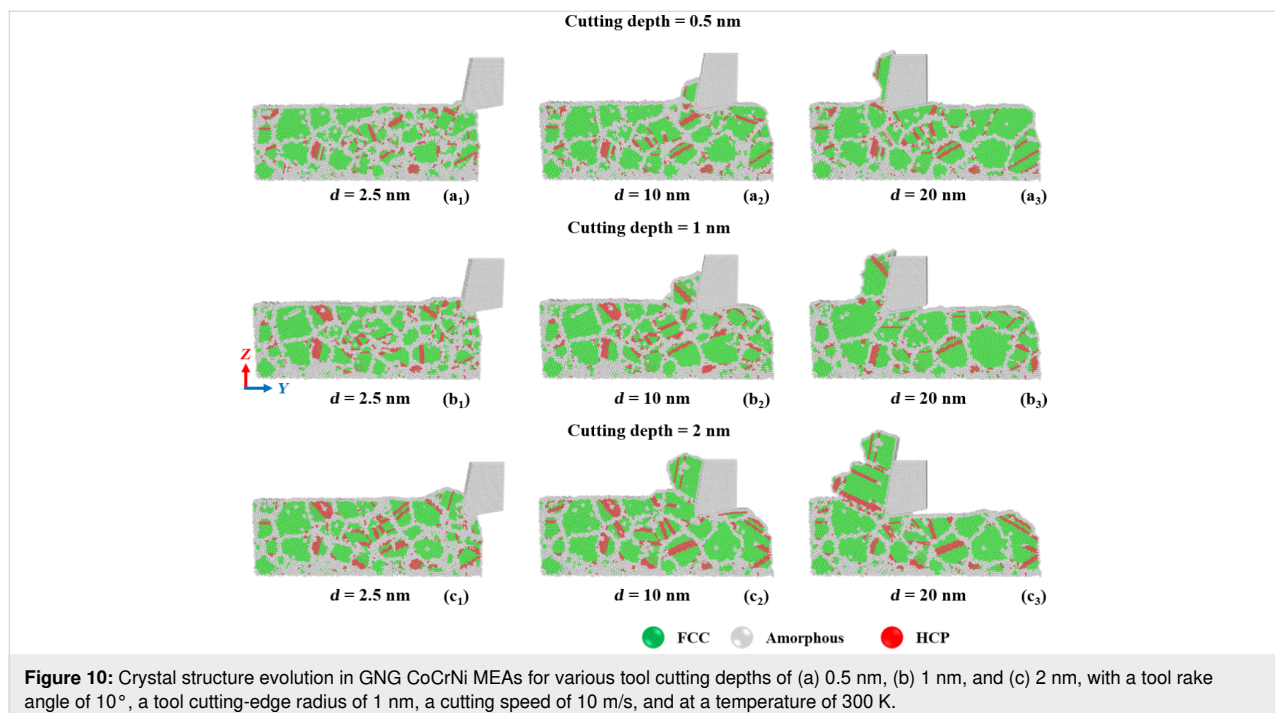 Cutting depth = 0.5 nm
d = 2.5 nm (a₁) d = 10 nm (a₂) d = 20 nm (a₃)
Cutting depth = 1 nm
Z
Y
d = 2.5 nm (b₁) d = 10 nm (b₂) d = 20 nm (b₃)
Cutting depth = 2 nm
d = 2.5 nm (c₁) d = 10 nm (c₂) d = 20 nm (c₃)
FCC Amorphous HCP
Figure 10: Crystal structure evolution in GNG CoCrNi MEAs for various tool cutting depths of (a) 0.5 nm, (b) 1 nm, and (c) 2 nm, with a tool rake
angle of 10°, a tool cutting-edge radius of 1 nm, a cutting speed of 10 m/s, and at a temperature of 300 K.